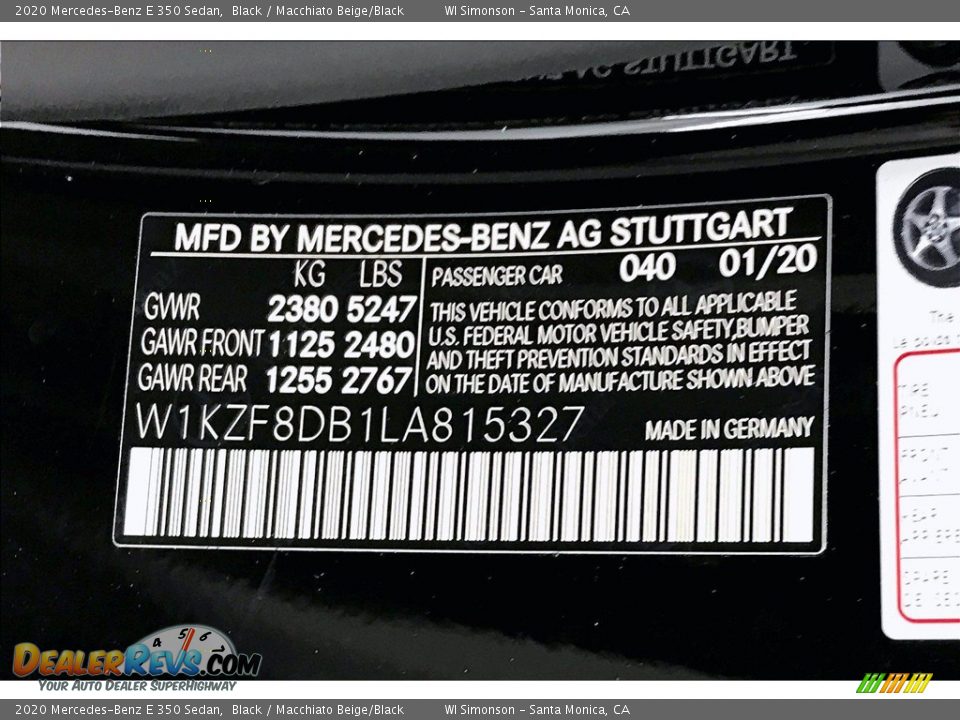 2020 Mercedes-Benz E 350 Sedan, Black / Macchiato Beige/Black WI Simonson - Santa Monica, CA
MFD BY MERCEDES-BENZ AG STUTTGART
KG LBS
GVWR 2380 5247
GAWR FRONT 1125 2480
GAWR REAR 1255 2767
PASSENGER CAR 040 01/20
THIS VEHICLE CONFORMS TO ALL APPLICABLE
U.S. FEDERAL MOTOR VEHICLE SAFETY,BUMPER
AND THEFT PREVENTION STANDARDS IN EFFECT
ON THE DATE OF MANUFACTURE SHOWN ABOVE
W1KZF8DB1LA815327
MADE IN GERMANY
The
4 5 6
DEALERREVS.COM
YOUR AUTO DEALER SUPERHIGHWAY
2020 Mercedes-Benz E 350 Sedan, Black / Macchiato Beige/Black WI Simonson - Santa Monica, CA